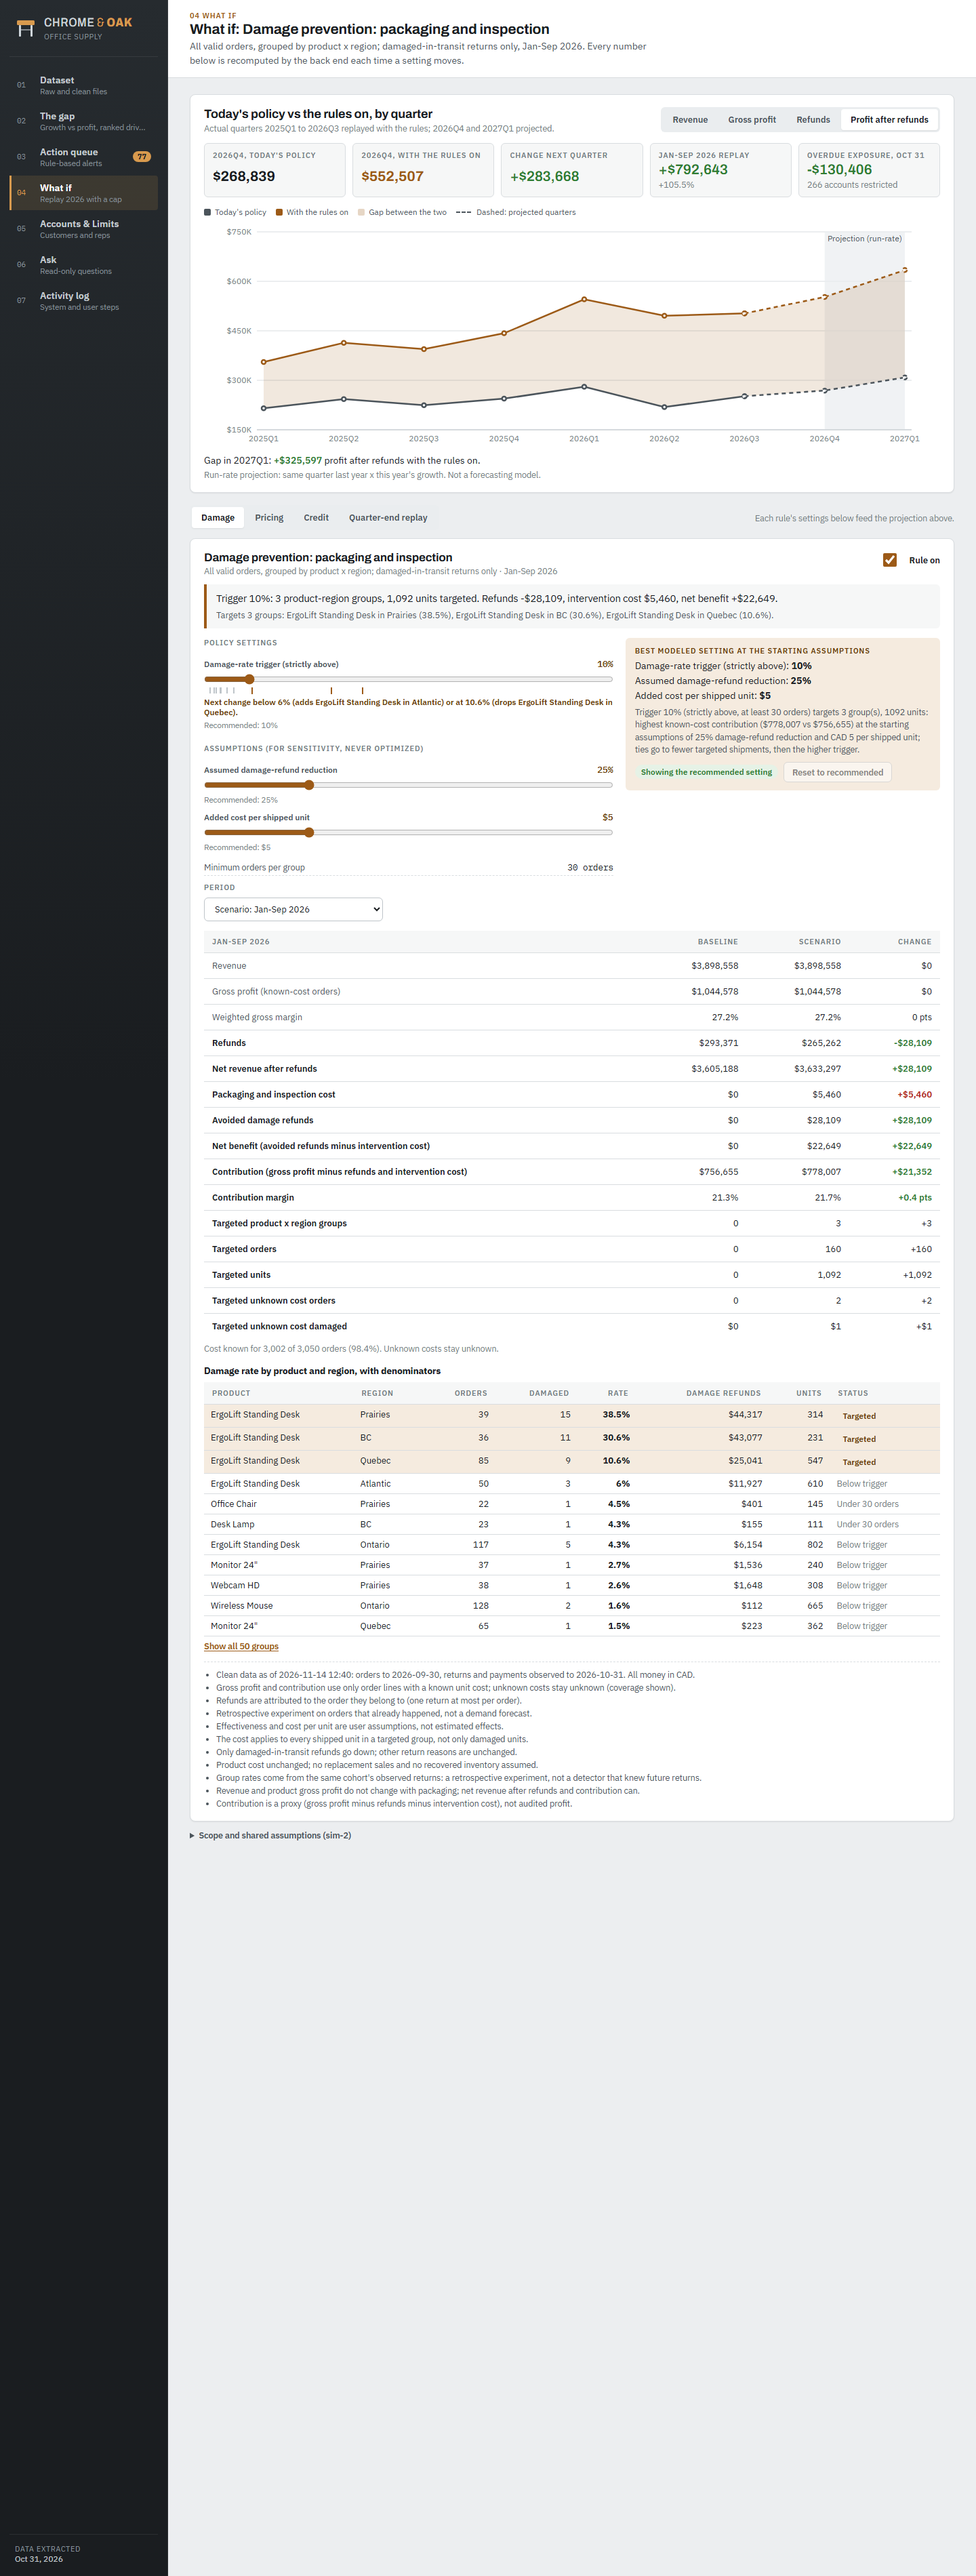 CHROME & OAK
OFFICE SUPPLY
01 Dataset
Raw and clean files
02 The gap
Growth vs profit, ranked driv...
03 Action queue 77
Rule-based alerts
04 What if
Replay 2026 with a cap
05 Accounts & Limits
Customers and reps
06 Ask
Read-only questions
07 Activity log
System and user steps
DATA EXTRACTED
Oct 31, 2026
04 WHAT IF
What if: Damage prevention: packaging and inspection
All valid orders, grouped by product x region; damaged-in-transit returns only, Jan-Sep 2026. Every number
below is recomputed by the back end each time a setting moves.
Today's policy vs the rules on, by quarter
Actual quarters 2025Q1 to 2026Q3 replayed with the rules; 2026Q4 and 2027Q1 projected.
Revenue Gross profit Refunds Profit after refunds
2026Q4, TODAY'S POLICY
$268,839
2026Q4, WITH THE RULES ON
$552,507
CHANGE NEXT QUARTER
+$283,668
JAN-SEP 2026 REPLAY
+$792,643
+105.5%
OVERDUE EXPOSURE, OCT 31
-$130,406
266 accounts restricted
Today's policy With the rules on Gap between the two Dashed: projected quarters
$750K
Projection (run-rate)
$600K
$450K
$300K
$150K
2025Q1 2025Q2 2025Q3 2025Q4 2026Q1 2026Q2 2026Q3 2026Q4 2027Q1
Gap in 2027Q1: +$325,597 profit after refunds with the rules on.
Run-rate projection: same quarter last year x this year's growth. Not a forecasting model.
Damage Pricing Credit Quarter-end replay
Each rule's settings below feed the projection above.
Damage prevention: packaging and inspection
All valid orders, grouped by product x region; damaged-in-transit returns only · Jan-Sep 2026
Rule on
Trigger 10%: 3 product-region groups, 1,092 units targeted. Refunds -$28,109, intervention cost $5,460, net benefit +$22,649.
Targets 3 groups: ErgoLift Standing Desk in Prairies (38.5%), ErgoLift Standing Desk in BC (30.6%), ErgoLift Standing Desk in Quebec (10.6%).
POLICY SETTINGS
Damage-rate trigger (strictly above) 10%
Next change below 6% (adds ErgoLift Standing Desk in Atlantic) or at 10.6% (drops ErgoLift Standing Desk in
Quebec).
Recommended: 10%
ASSUMPTIONS (FOR SENSITIVITY, NEVER OPTIMIZED)
Assumed damage-refund reduction 25%
Recommended: 25%
Added cost per shipped unit $5
Recommended: $5
Minimum orders per group 30 orders
PERIOD
Scenario: Jan-Sep 2026
BEST MODELED SETTING AT THE STARTING ASSUMPTIONS
Damage-rate trigger (strictly above): 10%
Assumed damage-refund reduction: 25%
Added cost per shipped unit: $5
Trigger 10% (strictly above, at least 30 orders) targets 3 group(s), 1092 units:
highest known-cost contribution ($778,007 vs $756,655) at the starting
assumptions of 25% damage-refund reduction and CAD 5 per shipped unit;
ties go to fewer targeted shipments, then the higher trigger.
Showing the recommended setting Reset to recommended
JAN-SEP 2026 BASELINE SCENARIO CHANGE
Revenue $3,898,558 $3,898,558 $0
Gross profit (known-cost orders) $1,044,578 $1,044,578 $0
Weighted gross margin 27.2% 27.2% 0 pts
Refunds $293,371 $265,262 -$28,109
Net revenue after refunds $3,605,188 $3,633,297 +$28,109
Packaging and inspection cost $0 $5,460 +$5,460
Avoided damage refunds $0 $28,109 +$28,109
Net benefit (avoided refunds minus intervention cost) $0 $22,649 +$22,649
Contribution (gross profit minus refunds and intervention cost) $756,655 $778,007 +$21,352
Contribution margin 21.3% 21.7% +0.4 pts
Targeted product x region groups 0 3 +3
Targeted orders 0 160 +160
Targeted units 0 1,092 +1,092
Targeted unknown cost orders 0 2 +2
Targeted unknown cost damaged $0 $1 +$1
Cost known for 3,002 of 3,050 orders (98.4%). Unknown costs stay unknown.
Damage rate by product and region, with denominators
PRODUCT REGION ORDERS DAMAGED RATE DAMAGE REFUNDS UNITS STATUS
ErgoLift Standing Desk Prairies 39 15 38.5% $44,317 314 Targeted
ErgoLift Standing Desk BC 36 11 30.6% $43,077 231 Targeted
ErgoLift Standing Desk Quebec 85 9 10.6% $25,041 547 Targeted
ErgoLift Standing Desk Atlantic 50 3 6% $11,927 610 Below trigger
Office Chair Prairies 22 1 4.5% $401 145 Under 30 orders
Desk Lamp BC 23 1 4.3% $155 111 Under 30 orders
ErgoLift Standing Desk Ontario 117 5 4.3% $6,154 802 Below trigger
Monitor 24" Prairies 37 1 2.7% $1,536 240 Below trigger
Webcam HD Prairies 38 1 2.6% $1,648 308 Below trigger
Wireless Mouse Ontario 128 2 1.6% $112 665 Below trigger
Monitor 24" Quebec 65 1 1.5% $223 362 Below trigger
Show all 50 groups
• Clean data as of 2026-11-14 12:40: orders to 2026-09-30, returns and payments observed to 2026-10-31. All money in CAD.
• Gross profit and contribution use only order lines with a known unit cost; unknown costs stay unknown (coverage shown).
• Refunds are attributed to the order they belong to (one return at most per order).
• Retrospective experiment on orders that already happened, not a demand forecast.
• Effectiveness and cost per unit are user assumptions, not estimated effects.
• The cost applies to every shipped unit in a targeted group, not only damaged units.
• Only damaged-in-transit refunds go down; other return reasons are unchanged.
• Product cost unchanged; no replacement sales and no recovered inventory assumed.
• Group rates come from the same cohort's observed returns: a retrospective experiment, not a detector that knew future returns.
• Revenue and product gross profit do not change with packaging; net revenue after refunds and contribution can.
• Contribution is a proxy (gross profit minus refunds minus intervention cost), not audited profit.
Scope and shared assumptions (sim-2)